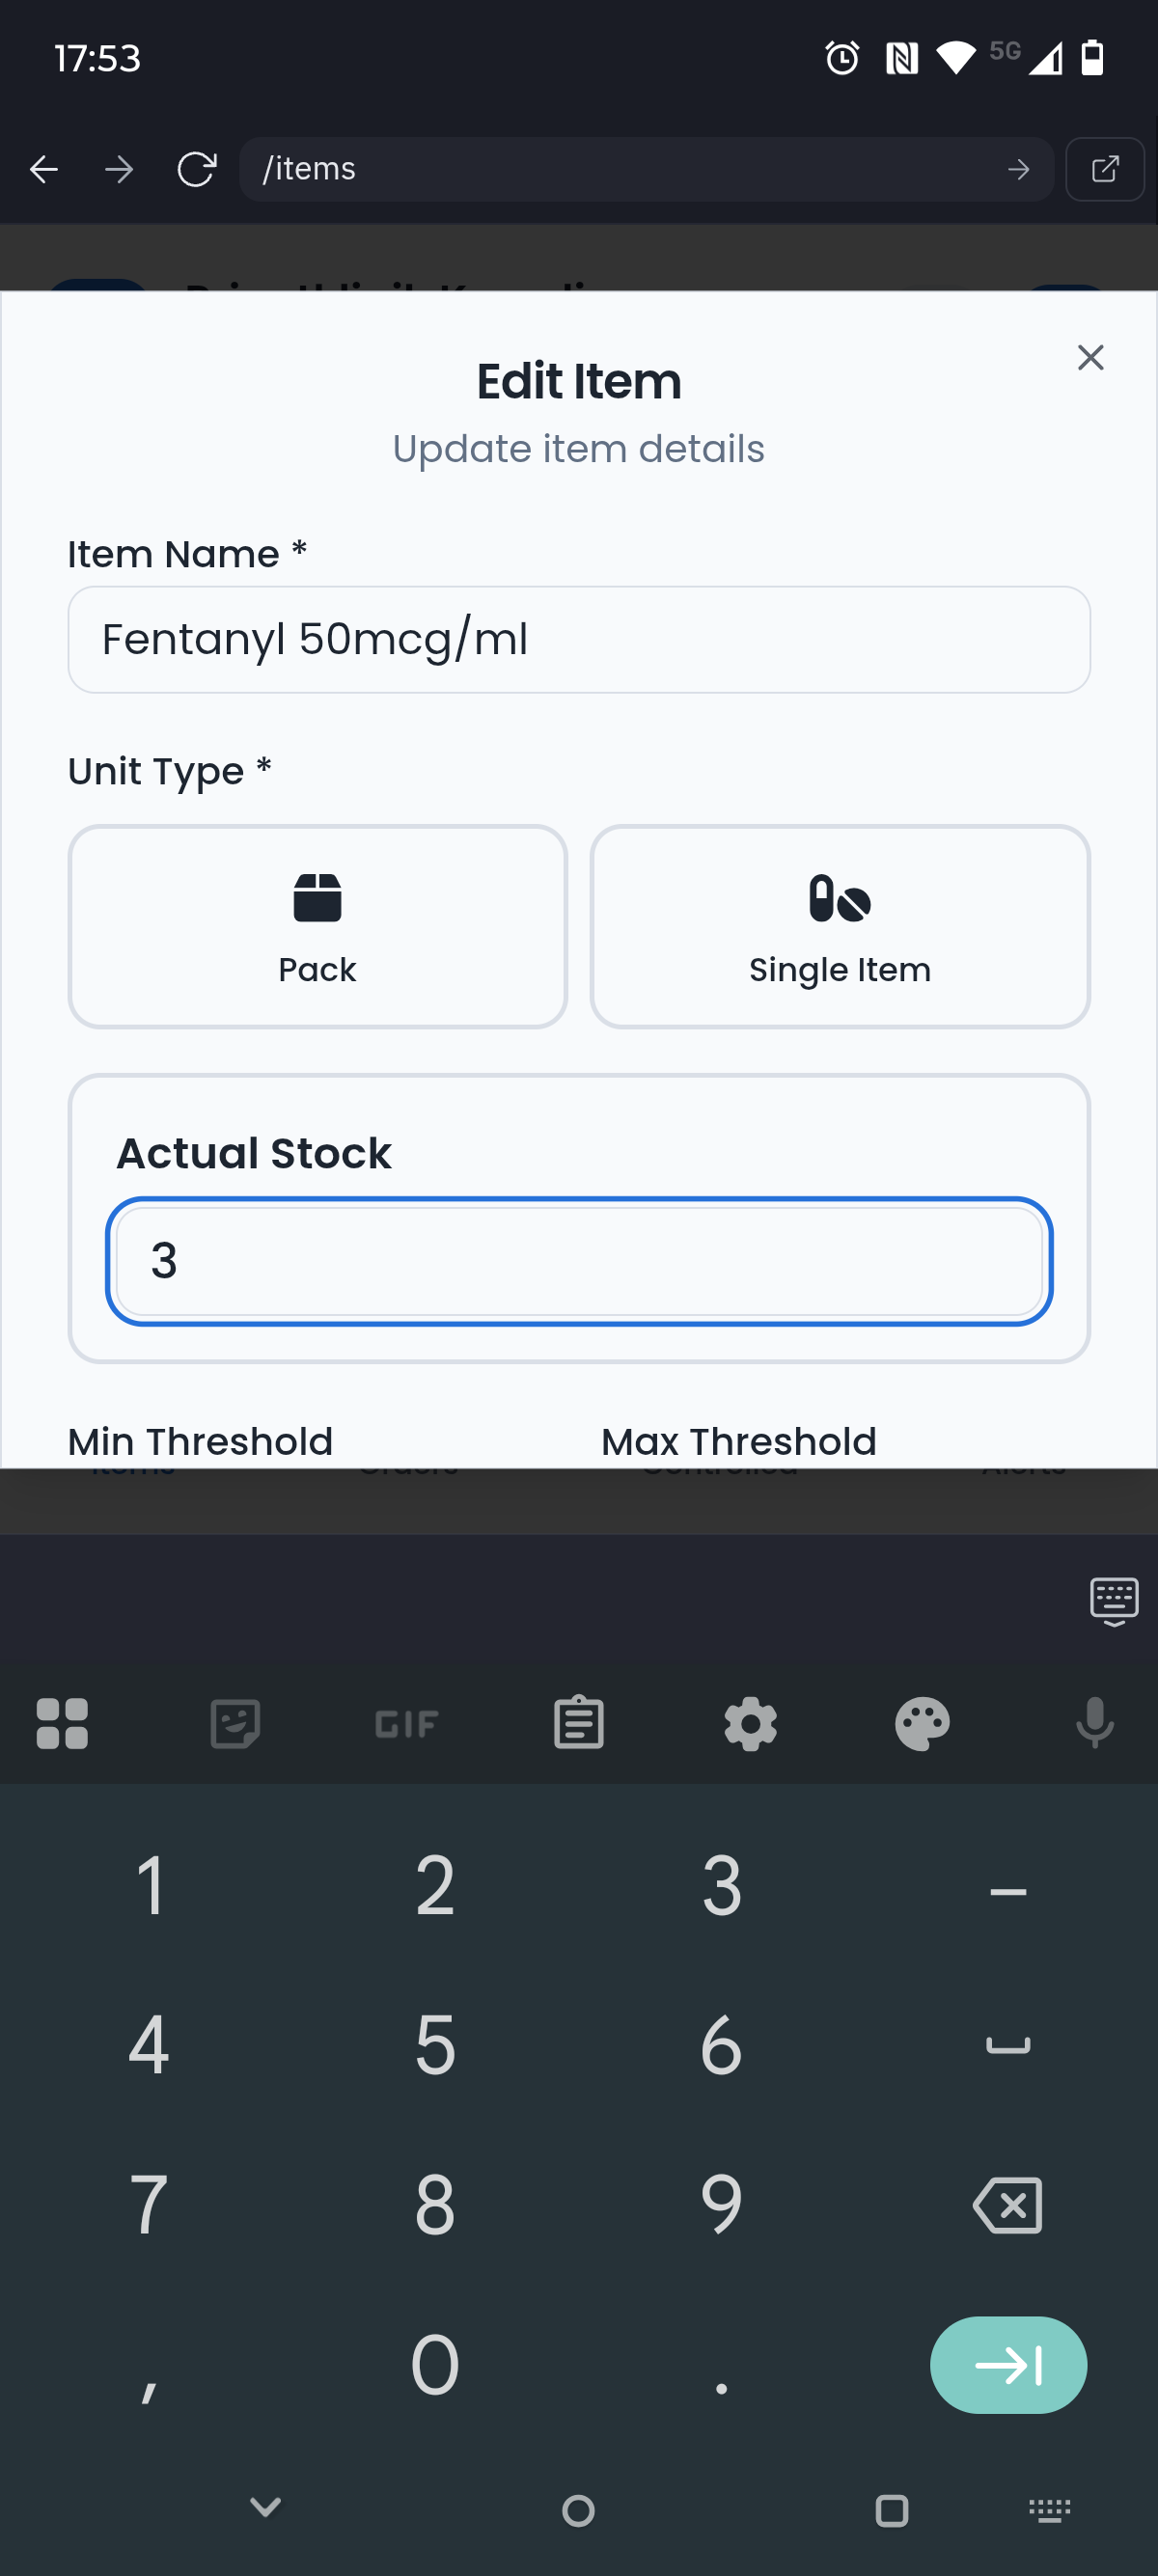 17:53
5G
/items
Edit Item
Update item details
Item Name *
Fentanyl 50mcg/ml
Unit Type *
Pack
Single Item
Actual Stock
3
Min Threshold
Max Threshold
GIF
1 2 3 –
4 5 6
7 8 9
, 0 .